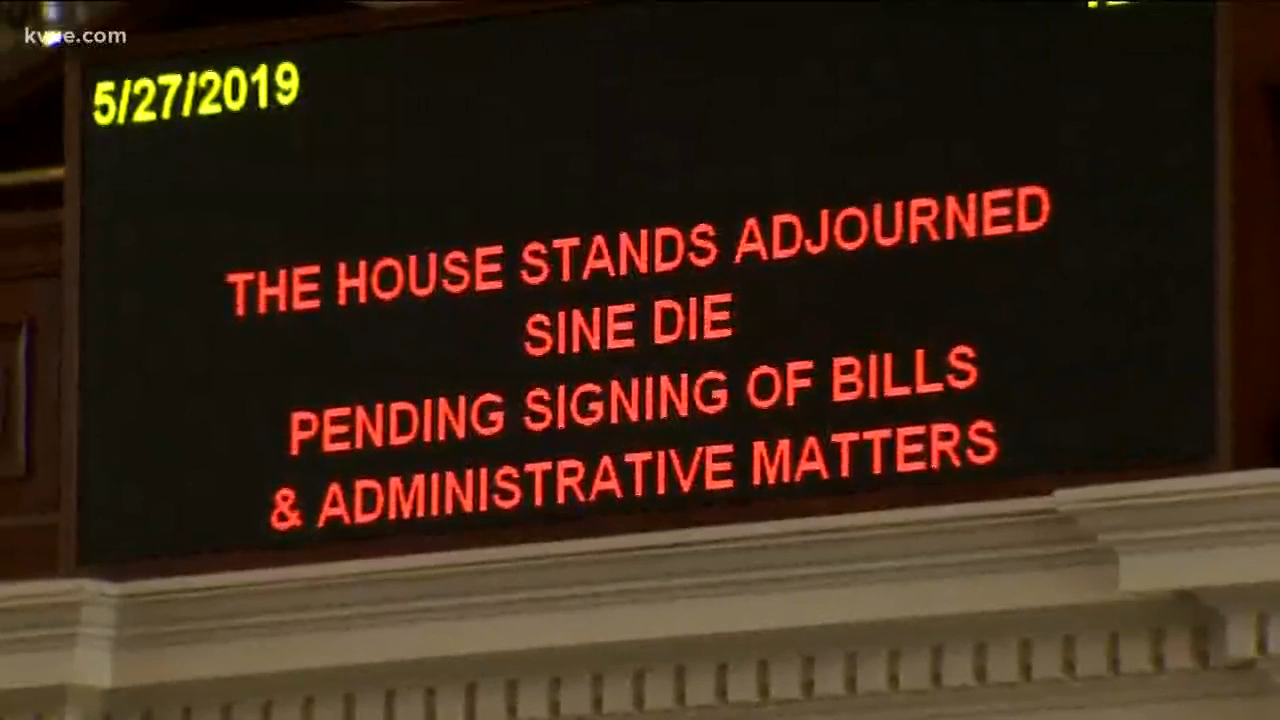 kvue.com
5/27/2019
THE HOUSE STANDS ADJOURNED
SINE DIE
PENDING SIGNING OF BILLS
& ADMINISTRATIVE MATTERS